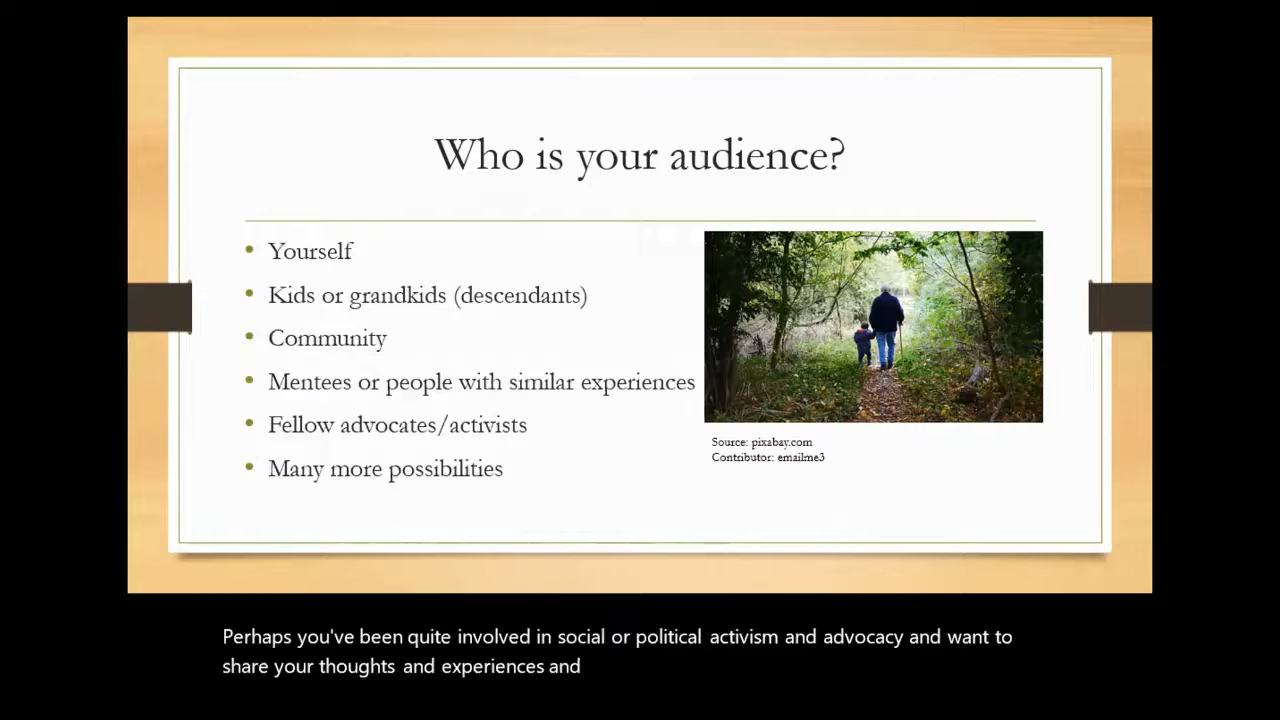 Who is your audience?
• Yourself
• Kids or grandkids (descendants)
• Community
• Mentees or people with similar experiences
• Fellow advocates/activists
• Many more possibilities
Source: pixabay.com
Contributor: emailme3
Perhaps you've been quite involved in social or political activism and advocacy and want to
share your thoughts and experiences and